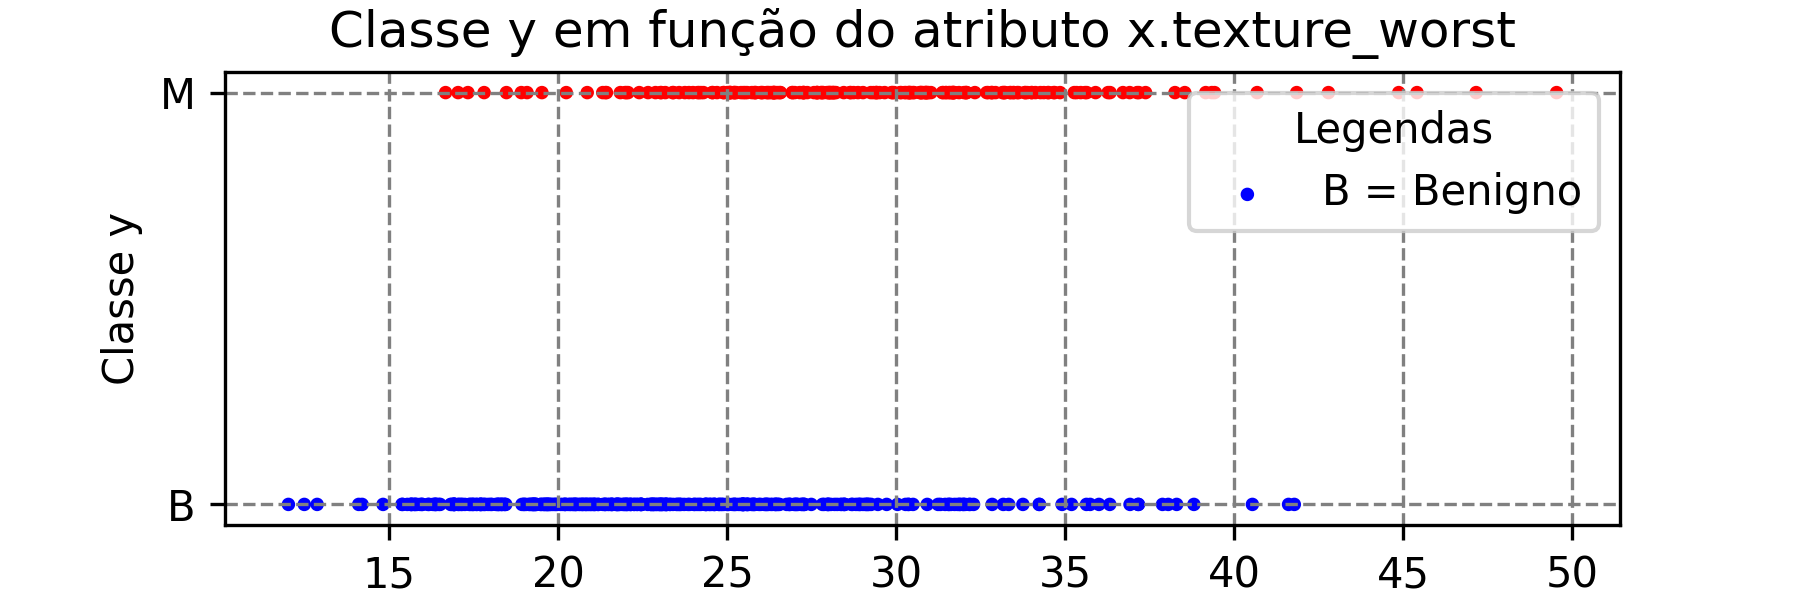 Classe y em função do atributo x.texture_worst
M
Legendas
B = Benigno
Classe y
B
15 20 25 30 35 40 45 50